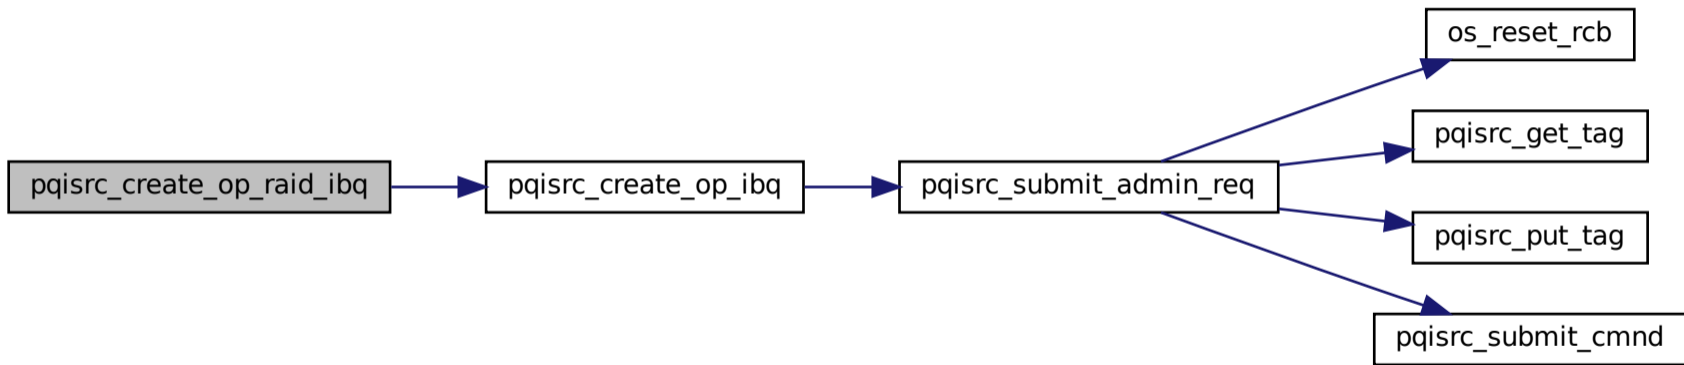 pqisrc_create_op_raid_ibq
pqisrc_create_op_ibq
pqisrc_submit_admin_req
os_reset_rcb
pqisrc_get_tag
pqisrc_put_tag
pqisrc_submit_cmnd